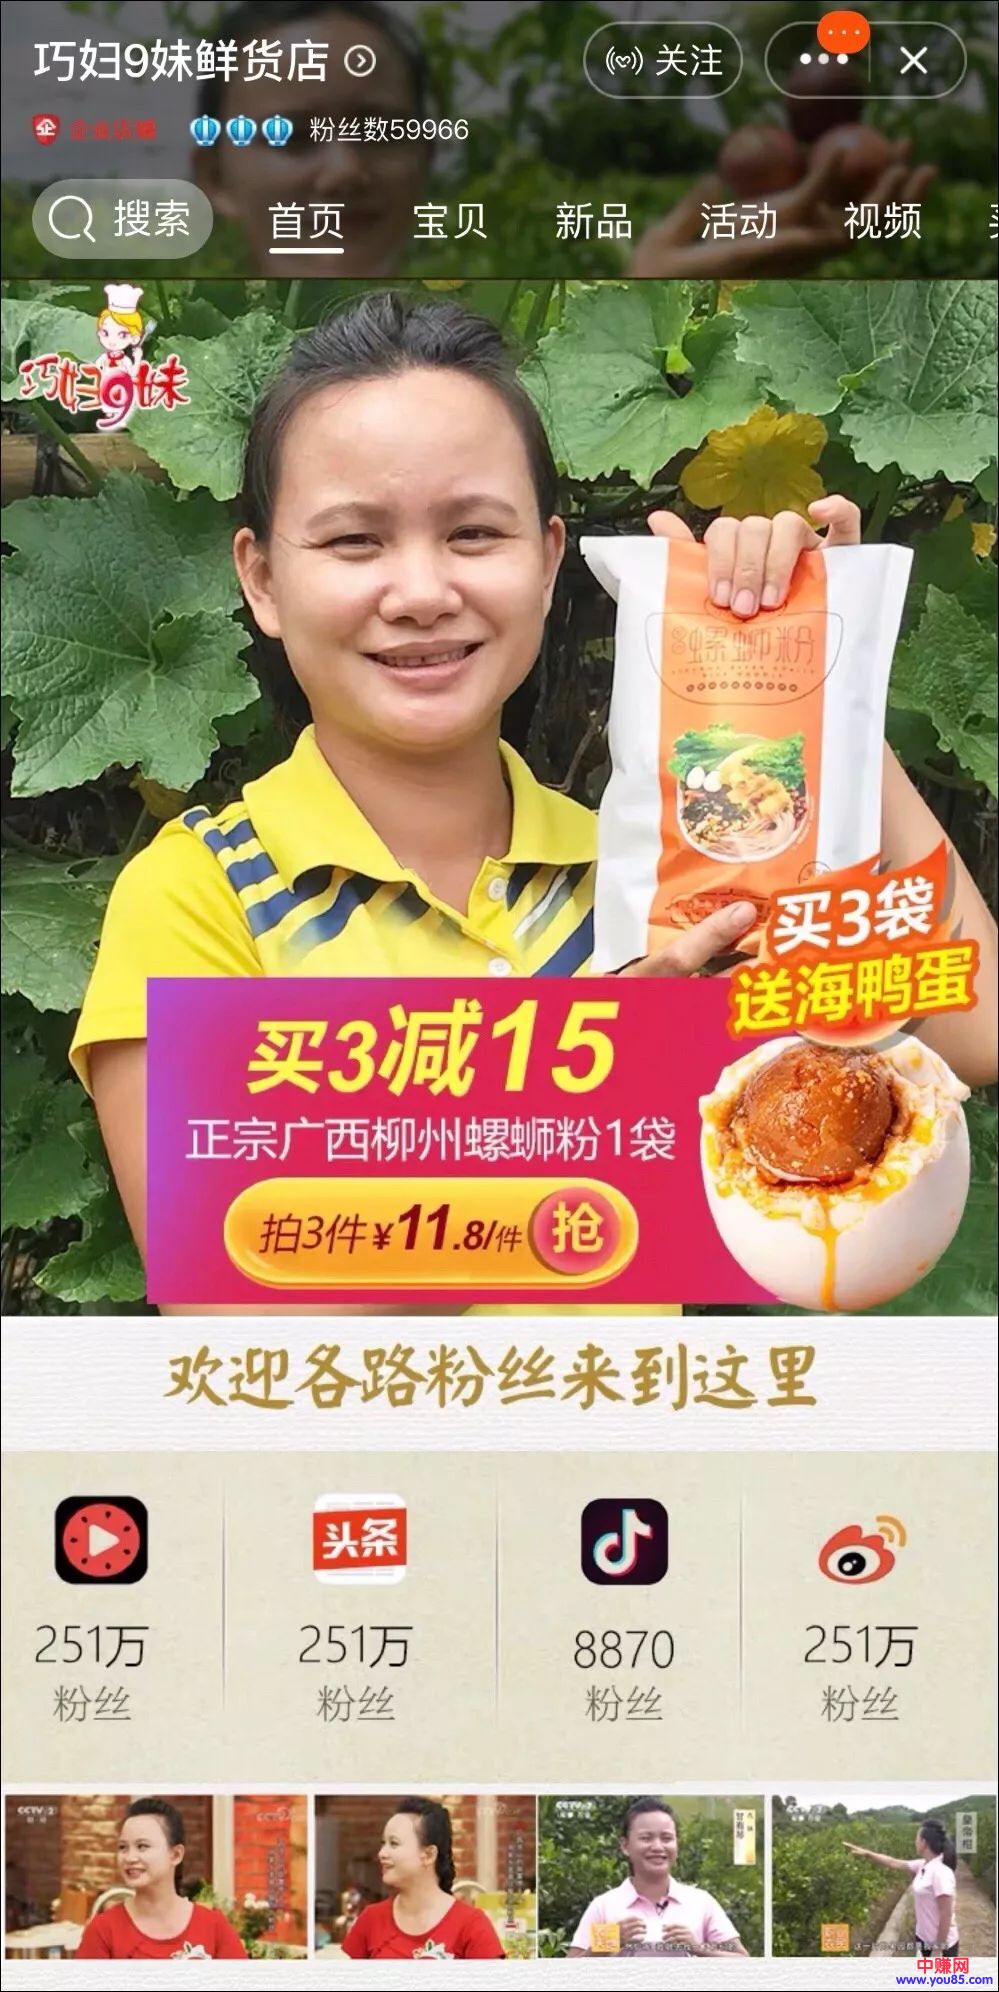 巧妇9妹鲜货店
关注
企业店铺
粉丝数59966
搜索
首页
宝贝
新品
活动
视频
巧妇9妹
螺蛳粉
买3袋
送海鸭蛋
买3减15
正宗广西柳州螺蛳粉1袋
拍3件¥11.8/件
抢
欢迎各路粉丝来到这里
头条
251万
251万
8870
251万
粉丝
粉丝
粉丝
粉丝
CCTV-2
中赚网
www.you85.com